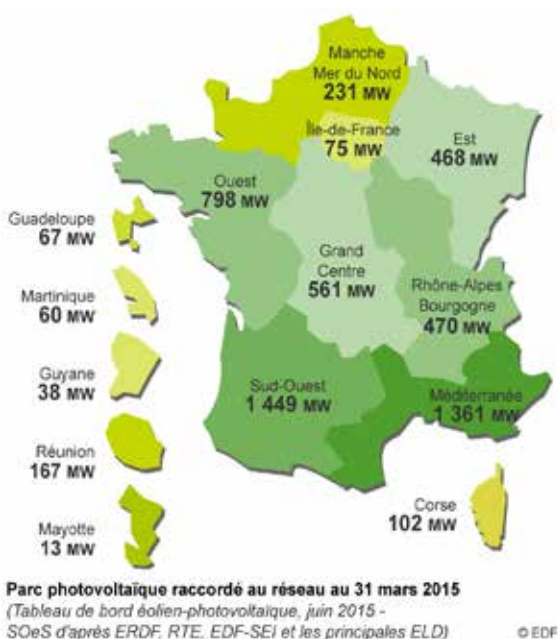 Manche
Mer du Nord
231 MW
Île-de-France
75 MW
Est
468 MW
Ouest
798 MW
Guadeloupe
67 MW
Grand
Centre
561 MW
Rhône-Alpes
Bourgogne
470 MW
Martinique
60 MW
Guyane
38 MW
Sud-Ouest
1 449 MW
Méditerranée
1 361 MW
Réunion
167 MW
Corse
102 MW
Mayotte
13 MW
Parc photovoltaïque raccordé au réseau au 31 mars 2015
(Tableau de bord éolien-photovoltaïque, juin 2015 -
SOeS d'après ERDF, RTE, EDF-SEI et les principales ELD)